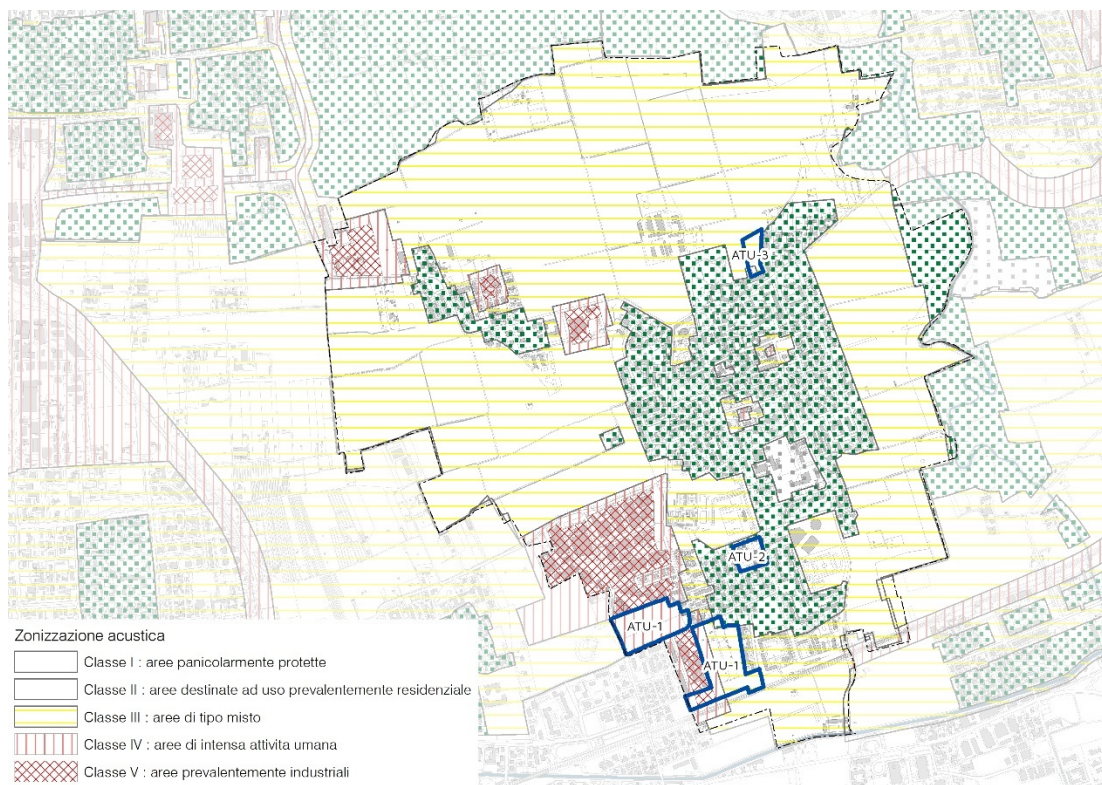 ATU-3
ATU-2
ATU-1
ATU-1
Zonizzazione acustica
Classe I : aree panicolarmente protette
Classe II : aree destinate ad uso prevalentemente residenziale
Classe III : aree di tipo misto
Classe IV : aree di intensa attivita umana
Classe V : aree prevalentemente industriali